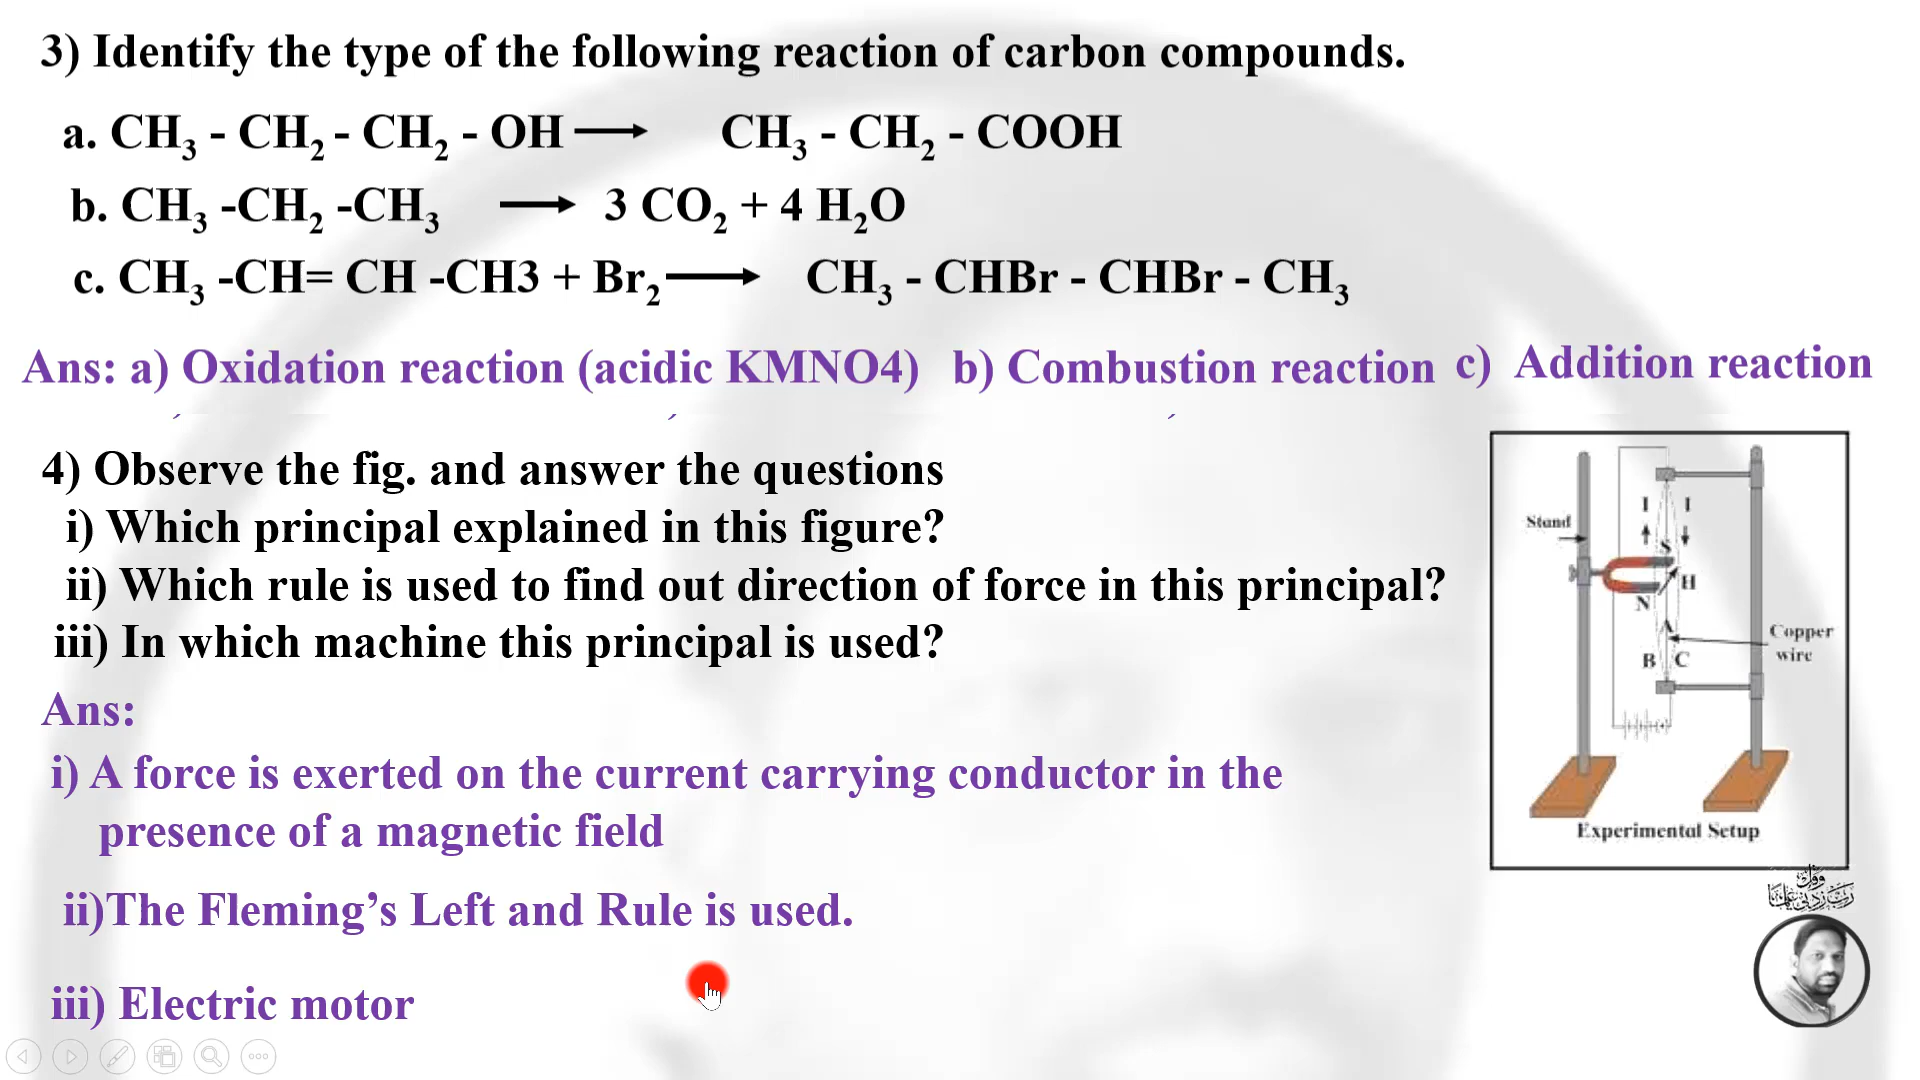 3) Identify the type of the following reaction of carbon compounds.
a. CH₃ - CH₂ - CH₂ - OH ⟶ CH₃ - CH₂ - COOH
b. CH₃ -CH₂ -CH₃ ⟶ 3 CO₂ + 4 H₂O
c. CH₃ -CH= CH -CH3 + Br₂ ⟶ CH₃ - CHBr - CHBr - CH₃
Ans: a) Oxidation reaction (acidic KMNO4) b) Combustion reaction c) Addition reaction
4) Observe the fig. and answer the questions
i) Which principal explained in this figure?
ii) Which rule is used to find out direction of force in this principal?
iii) In which machine this principal is used?
Ans:
i) A force is exerted on the current carrying conductor in the
presence of a magnetic field
ii)The Fleming’s Left and Rule is used.
iii) Electric motor
I I
Stand
S
H
N
A
Copper
wire
B C
Experimental Setup
وقل
رب زدني علما